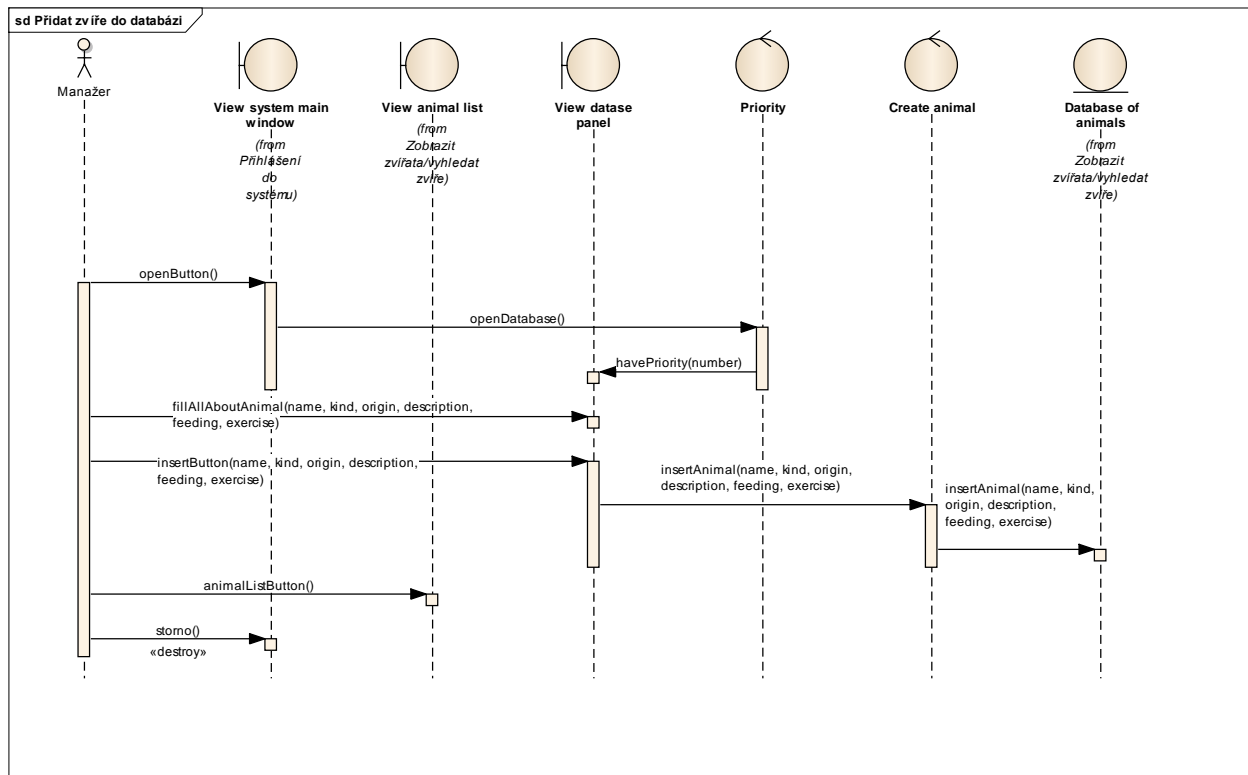 sd Přidat zvíře do databázi
Manažer
View system main
window
(from
Přihlášení
do
systému)
View animal list
(from
Zobrazit
zvířata/vyhledat
zvíře)
View datase
panel
Priority
Create animal
Database of
animals
(from
Zobrazit
zvířata/vyhledat
zvíře)
openButton()
openDatabase()
havePriority(number)
fillAllAboutAnimal(name, kind, origin, description,
feeding, exercise)
insertButton(name, kind, origin, description,
feeding, exercise)
insertAnimal(name, kind, origin,
description, feeding, exercise)
insertAnimal(name, kind,
origin, description,
feeding, exercise)
animalListButton()
storno()
«destroy»